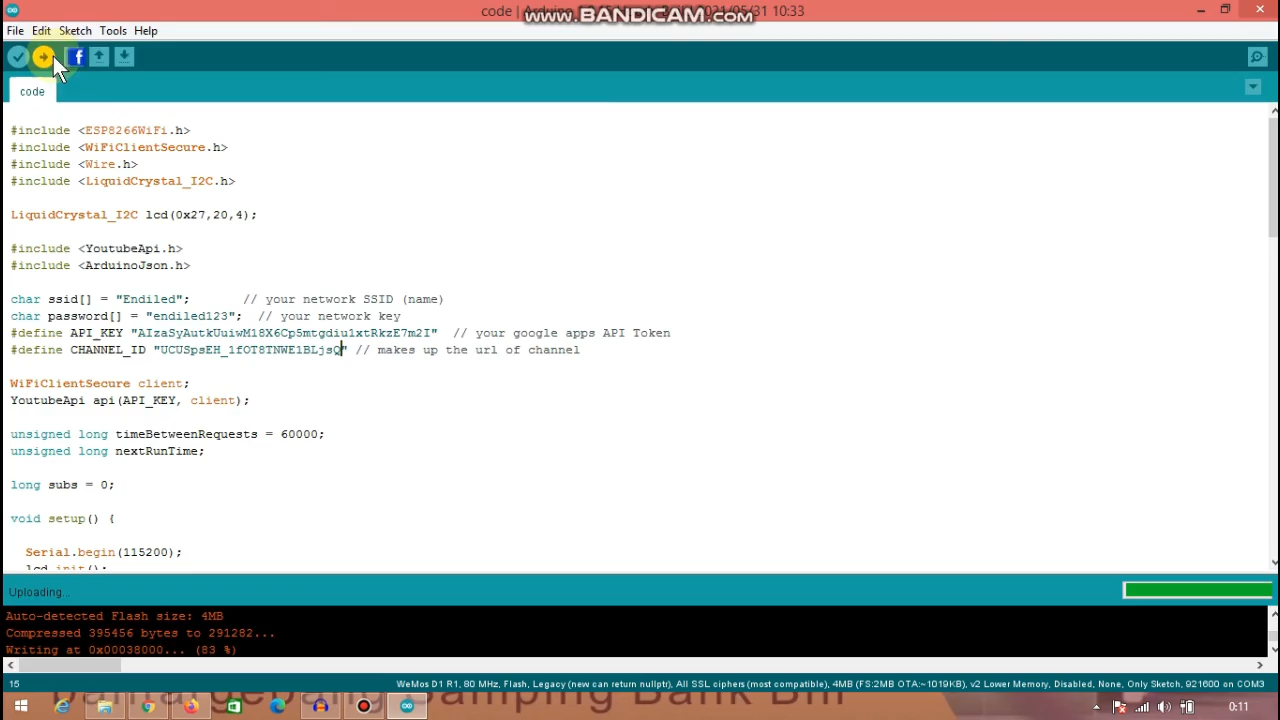 code | Arduino
www.BANDICAM.com
2021/05/31 10:33
File Edit Sketch Tools Help
code
#include <ESP8266WiFi.h>
#include <WiFiClientSecure.h>
#include <Wire.h>
#include <LiquidCrystal_I2C.h>
LiquidCrystal_I2C lcd(0x27,20,4);
#include <YoutubeApi.h>
#include <ArduinoJson.h>
char ssid[] = "Endiled";       // your network SSID (name)
char password[] = "endiled123";  // your network key
#define API_KEY "AIzaSyAutkUuiwM18X6Cp5mtgdiu1xtRkzE7m2I"  // your google apps API Token
#define CHANNEL_ID "UCUSpsEH_1fOT8TNWE1BLjsQ" // makes up the url of channel
WiFiClientSecure client;
YoutubeApi api(API_KEY, client);
unsigned long timeBetweenRequests = 60000;
unsigned long nextRunTime;
long subs = 0;
void setup() {
Serial.begin(115200);
lcd.init();
Uploading..
Auto-detected Flash size: 4MB
Compressed 395456 bytes to 291282...
Writing at 0x00038000... (83 %)
15
WeMos D1 R1, 80 MHz, Flash, Legacy (new can return nullptr), All SSL ciphers (most compatible), 4MB (FS:2MB OTA:~1019KB), v2 Lower Memory, Disabled, None, Only Sketch, 921600 on COM3
0:11